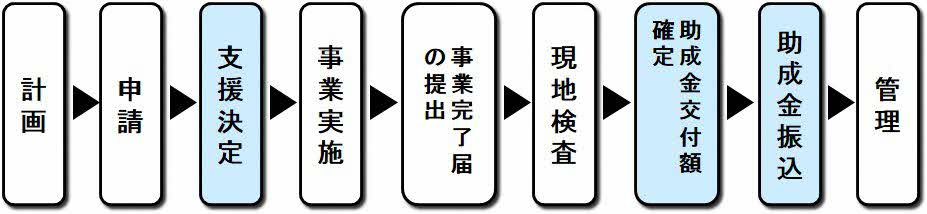 計画
申請
支援決定
事業実施
事業完了届
の提出
現地検査
助成金交付額
確定
助成金振込
管理